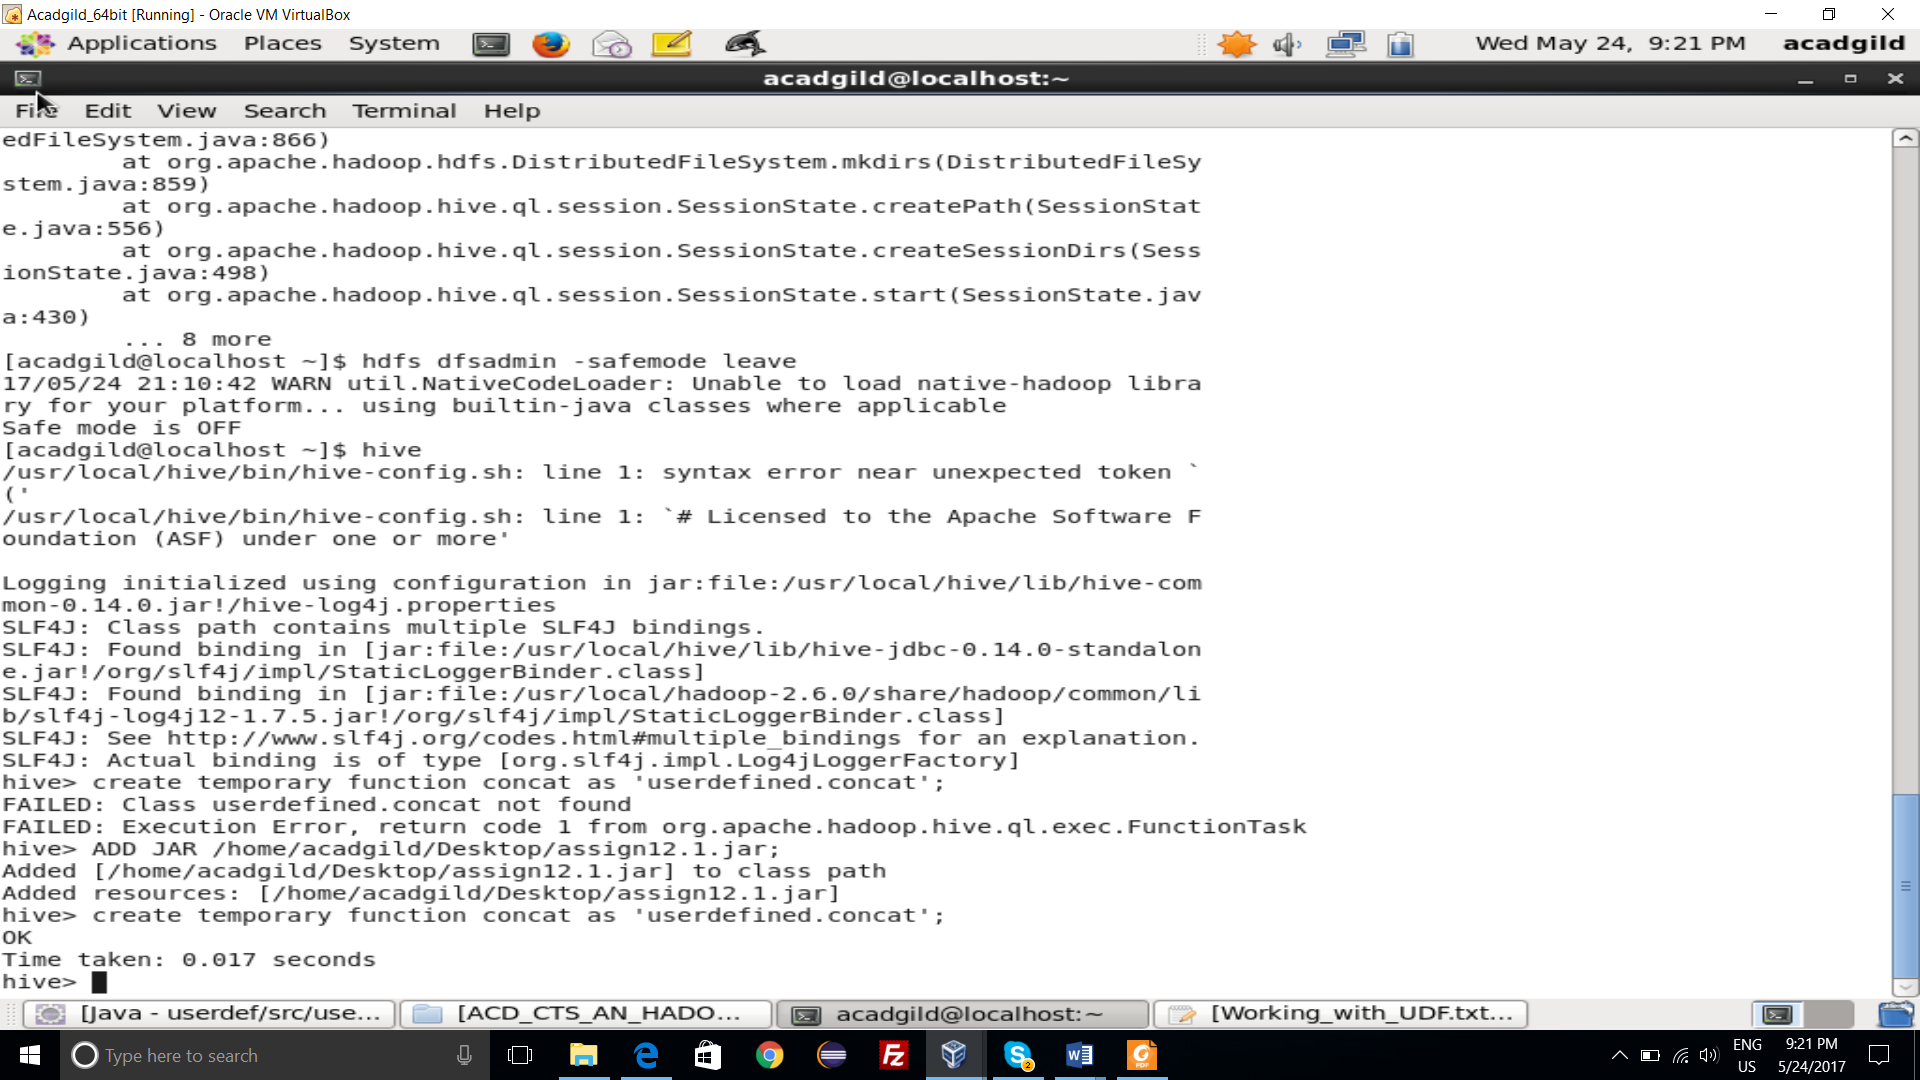 Acadgild_64bit [Running] - Oracle VM VirtualBox
Applications Places System Wed May 24, 9:21 PM acadgild
acadgild@localhost:~
File Edit View Search Terminal Help
edFileSystem.java:866)
at org.apache.hadoop.hdfs.DistributedFileSystem.mkdirs(DistributedFileSy
stem.java:859)
at org.apache.hadoop.hive.ql.session.SessionState.createPath(SessionStat
e.java:556)
at org.apache.hadoop.hive.ql.session.SessionState.createSessionDirs(Sess
ionState.java:498)
at org.apache.hadoop.hive.ql.session.SessionState.start(SessionState.jav
a:430)
... 8 more
[acadgild@localhost ~]$ hdfs dfsadmin -safemode leave
17/05/24 21:10:42 WARN util.NativeCodeLoader: Unable to load native-hadoop libra
ry for your platform... using builtin-java classes where applicable
Safe mode is OFF
[acadgild@localhost ~]$ hive
/usr/local/hive/bin/hive-config.sh: line 1: syntax error near unexpected token `
('
/usr/local/hive/bin/hive-config.sh: line 1: `# Licensed to the Apache Software F
oundation (ASF) under one or more'
Logging initialized using configuration in jar:file:/usr/local/hive/lib/hive-com
mon-0.14.0.jar!/hive-log4j.properties
SLF4J: Class path contains multiple SLF4J bindings.
SLF4J: Found binding in [jar:file:/usr/local/hive/lib/hive-jdbc-0.14.0-standalon
e.jar!/org/slf4j/impl/StaticLoggerBinder.class]
SLF4J: Found binding in [jar:file:/usr/local/hadoop-2.6.0/share/hadoop/common/li
b/slf4j-log4j12-1.7.5.jar!/org/slf4j/impl/StaticLoggerBinder.class]
SLF4J: See http://www.slf4j.org/codes.html#multiple_bindings for an explanation.
SLF4J: Actual binding is of type [org.slf4j.impl.Log4jLoggerFactory]
hive> create temporary function concat as 'userdefined.concat';
FAILED: Class userdefined.concat not found
FAILED: Execution Error, return code 1 from org.apache.hadoop.hive.ql.exec.FunctionTask
hive> ADD JAR /home/acadgild/Desktop/assign12.1.jar;
Added [/home/acadgild/Desktop/assign12.1.jar] to class path
Added resources: [/home/acadgild/Desktop/assign12.1.jar]
hive> create temporary function concat as 'userdefined.concat';
OK
Time taken: 0.017 seconds
hive>
[Java - userdef/src/use... [ACD_CTS_AN_HADO... acadgild@localhost:~ [Working_with_UDF.txt...
Type here to search
ENG 9:21 PM
US 5/24/2017